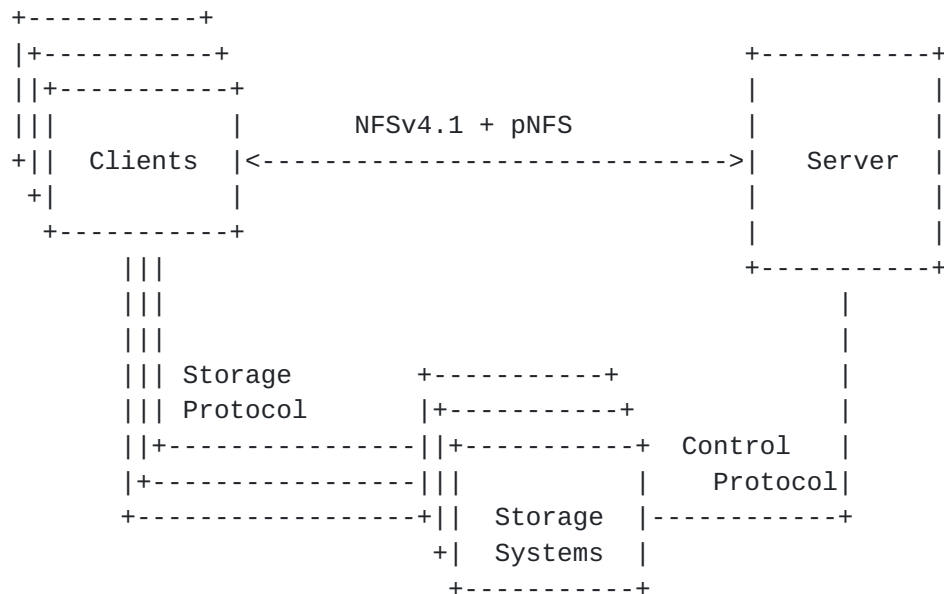 NFSv4.1 + pNFS
Clients
Server
Storage
Protocol
Control
Protocol
Storage
Systems